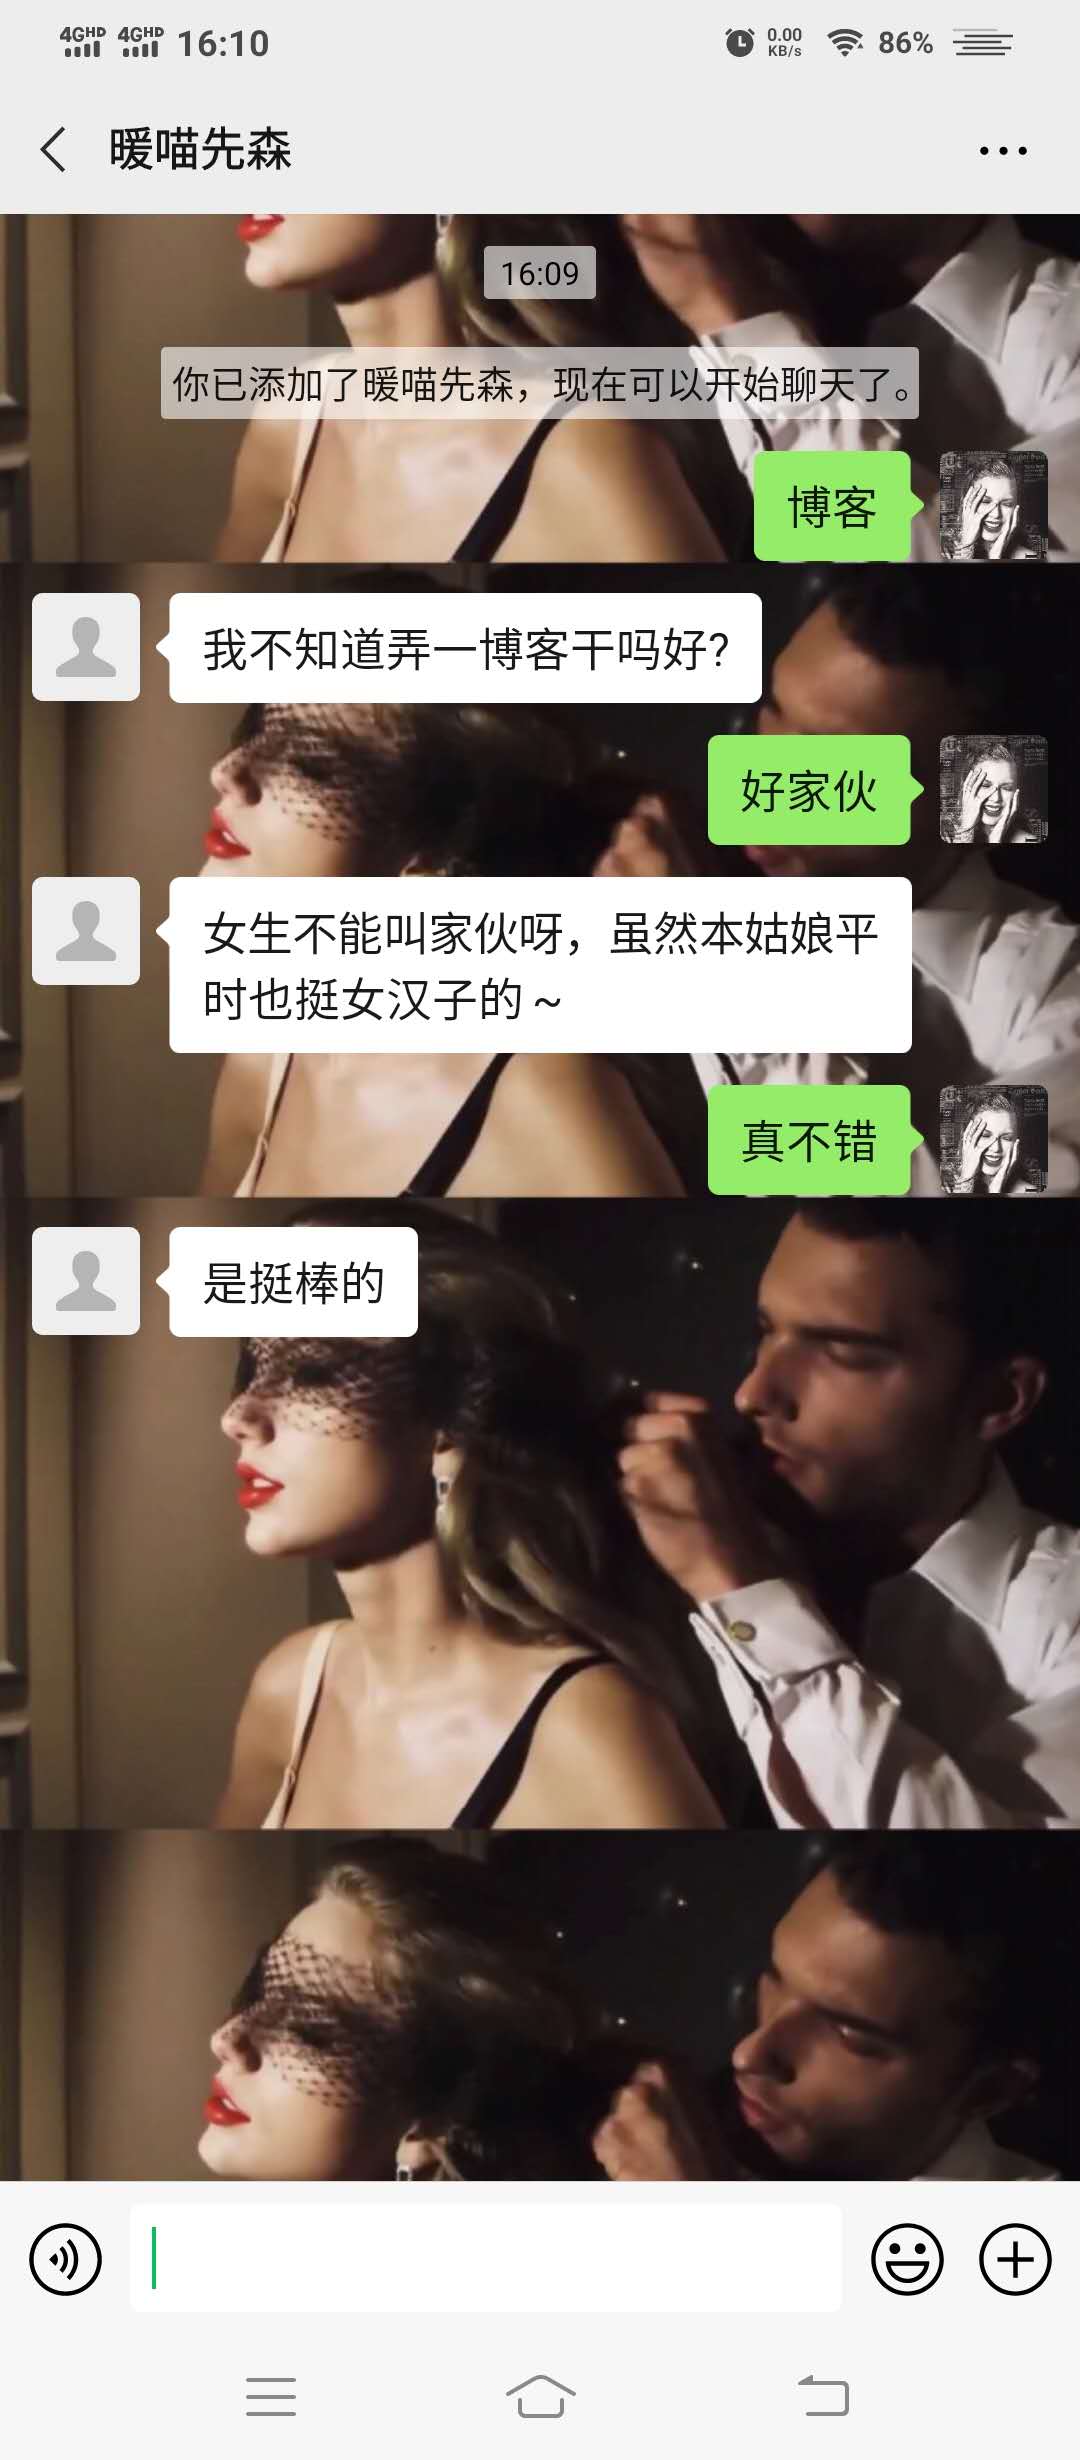 4GHD 4GHD 16:10 0.00 KB/s 86%
暖喵先森
16:09
你已添加了暖喵先森，现在可以开始聊天了。
博客
我不知道弄一博客干吗好?
好家伙
女生不能叫家伙呀，虽然本姑娘平
时也挺女汉子的～
真不错
是挺棒的